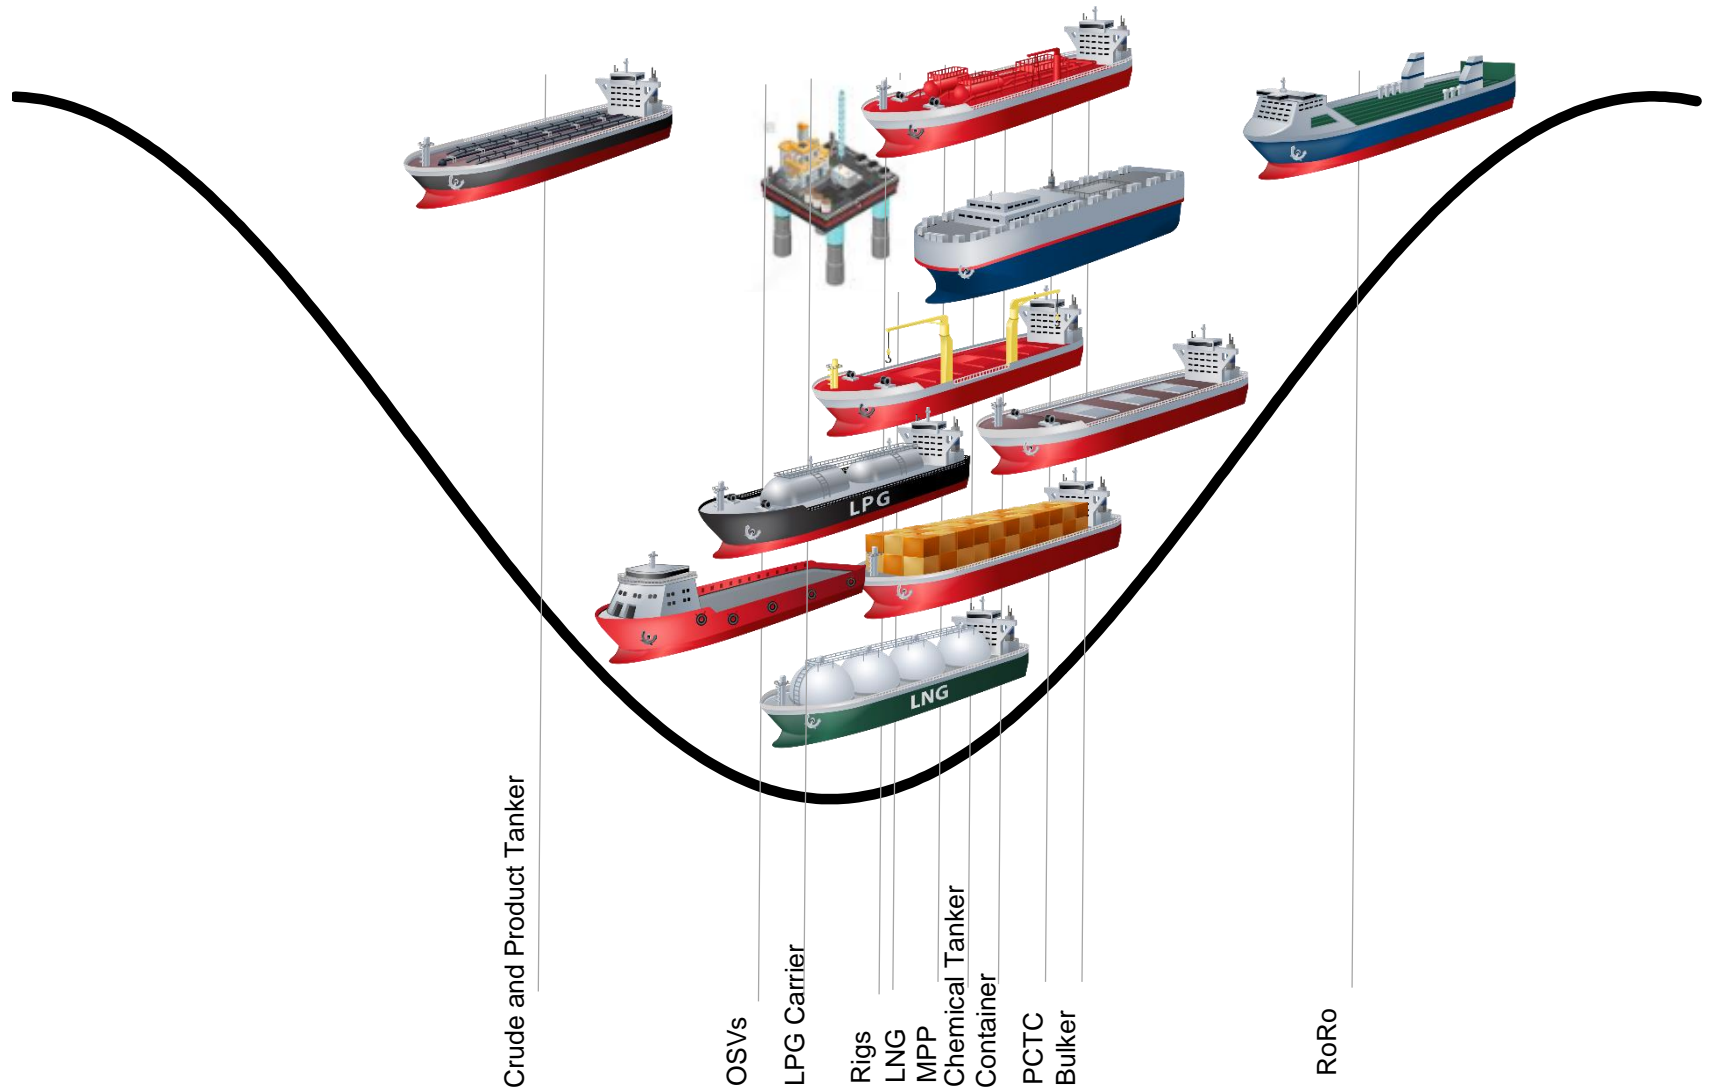 LPG
LNG
Crude and Product Tanker
OSVs
LPG Carrier
Rigs
LNG
MPP
Chemical Tanker
Container
PCTC
Bulker
RoRo